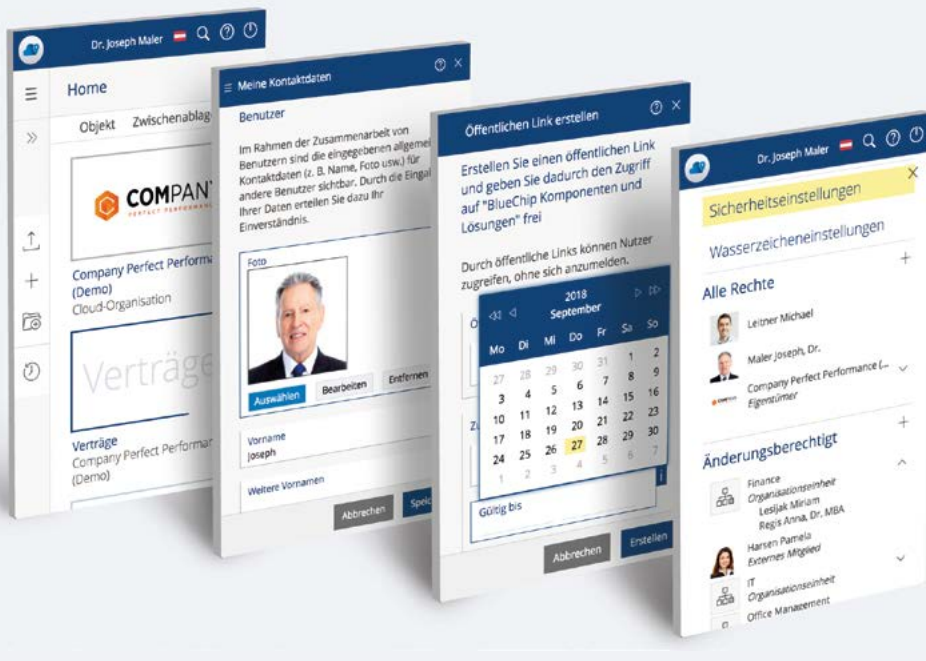 Dr. Joseph Maler
Home
Objekt Zwischenablage
COMPANY
PERFECT PERFORMANCE
Company Perfect Performa
(Demo)
Cloud-Organisation
Verträge
Verträge
Company Perfect Performan
(Demo)
Meine Kontaktdaten
Benutzer
Im Rahmen der Zusammenarbeit von
Benutzern sind die eingegebenen allgemei
Kontaktdaten (z. B. Name, Foto usw.) für
andere Benutzer sichtbar. Durch die Einga
Ihrer Daten erteilen Sie dazu Ihr
Einverständnis.
Foto
Auswählen Bearbeiten Entfernen
Vorname
Joseph
Weitere Vornamen
Abbrechen Speic
Öffentlichen Link erstellen
Erstellen Sie einen öffentlichen Link
und geben Sie dadurch den Zugriff
auf "BlueChip Komponenten und
Lösungen" frei
Durch öffentliche Links können Nutzer
zugreifen, ohne sich anzumelden.
2018
September
Mo Di Mi Do Fr Sa So
27 28 29 30 31 1 2
3 4 5 6 7 8 9
10 11 12 13 14 15 16
17 18 19 20 21 22 23
24 25 26 27 28 29 30
1 2 3 4 5 6 7
Gültig bis
Abbrechen Erstellen
Dr. Joseph Maler
Sicherheitseinstellungen
Wasserzeicheneinstellungen
Alle Rechte
Leitner Michael
Maler Joseph, Dr.
Company Perfect Performance (...
Eigentümer
Änderungsberechtigt
Finance
Organisationseinheit
Lesijak Miriam
Regis Anna, Dr. MBA
Harsen Pamela
Externes Mitglied
IT
Organisationseinheit
Office Management